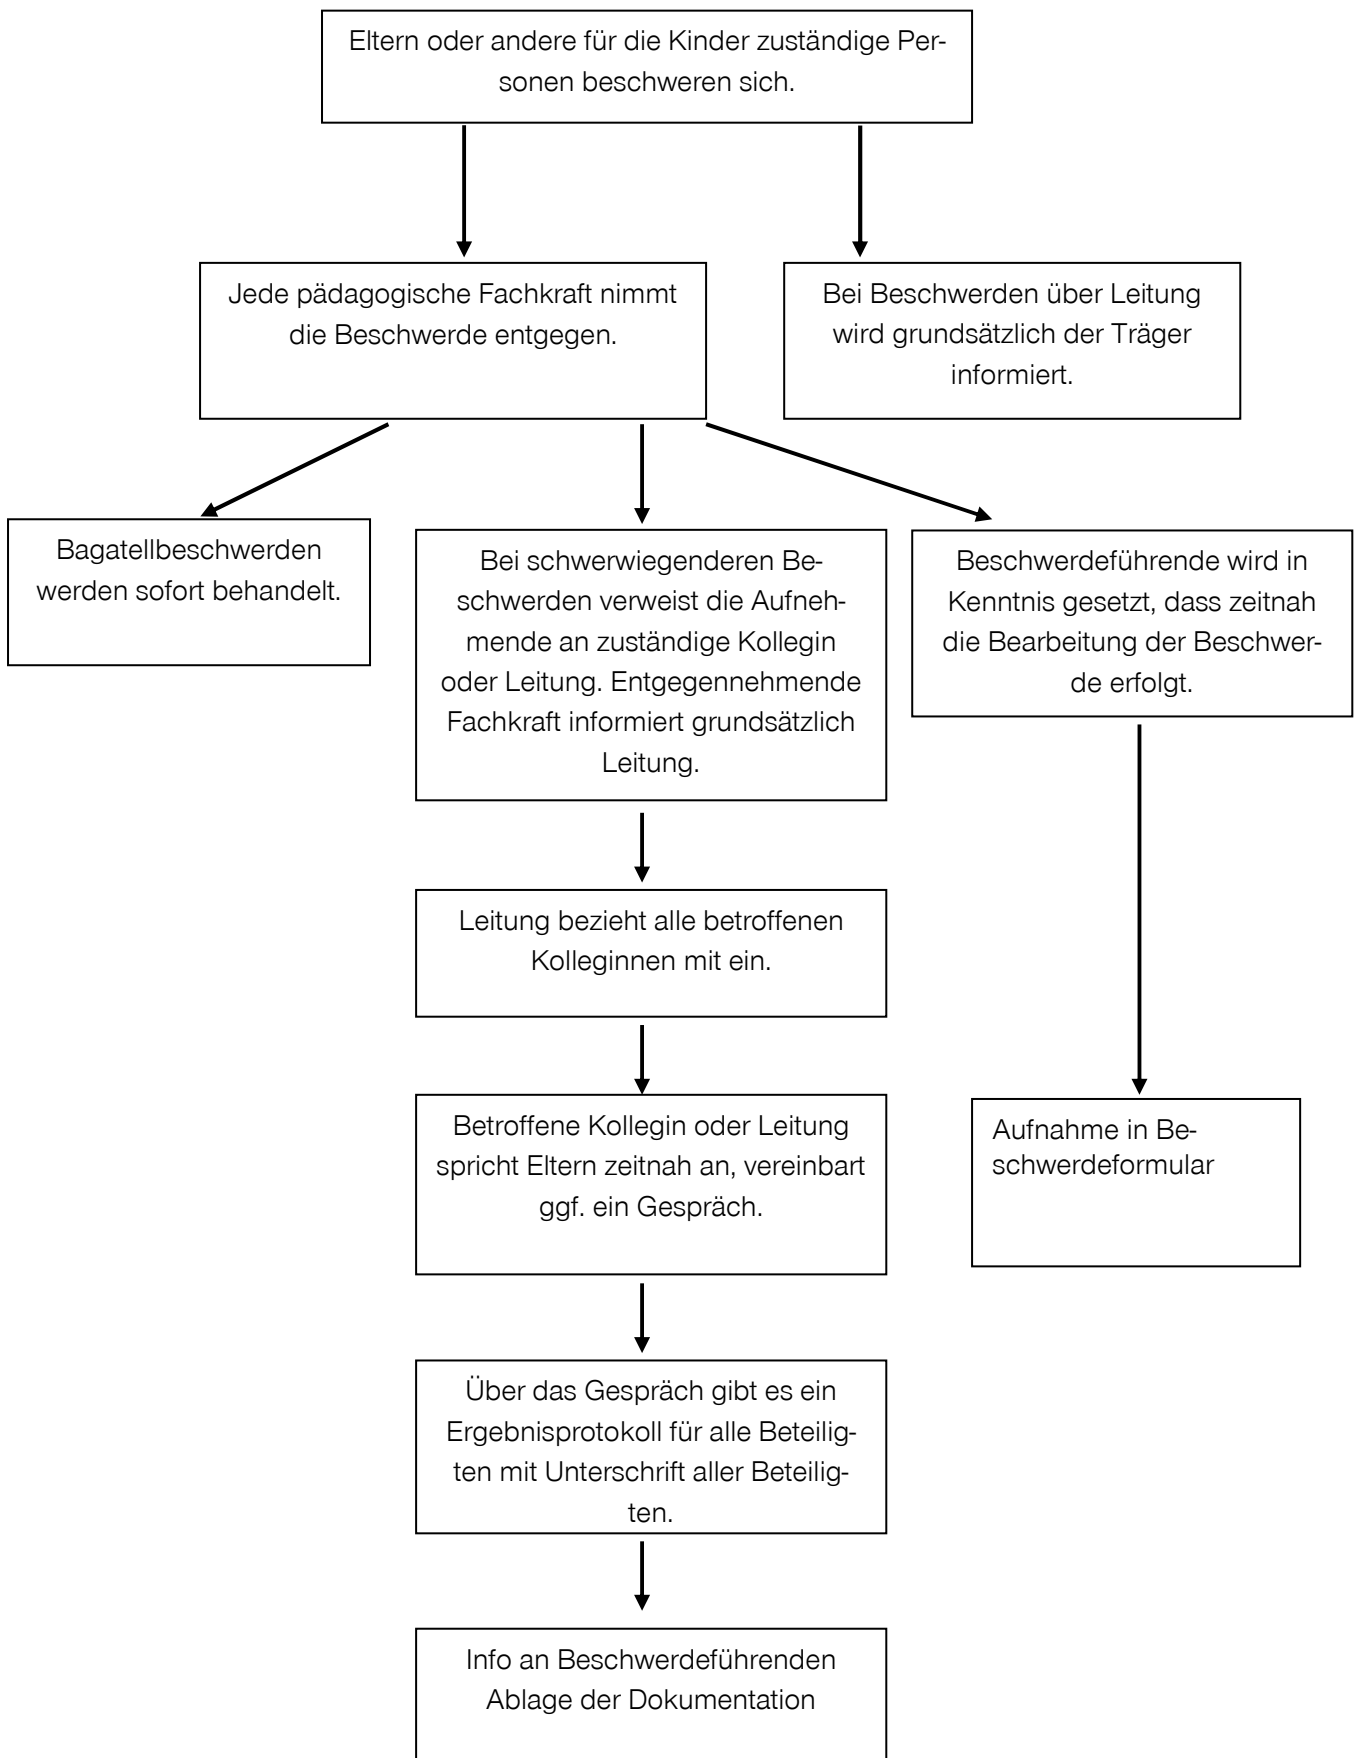 Eltern oder andere für die Kinder zuständige Per-
sonen beschweren sich.
Jede pädagogische Fachkraft nimmt
die Beschwerde entgegen.
Bei Beschwerden über Leitung
wird grundsätzlich der Träger
informiert.
Bagatellbeschwerden
werden sofort behandelt.
Bei schwerwiegenderen Be-
schwerden verweist die Aufneh-
mende an zuständige Kollegin
oder Leitung. Entgegennehmende
Fachkraft informiert grundsätzlich
Leitung.
Beschwerdeführende wird in
Kenntnis gesetzt, dass zeitnah
die Bearbeitung der Beschwer-
de erfolgt.
Leitung bezieht alle betroffenen
Kolleginnen mit ein.
Betroffene Kollegin oder Leitung
spricht Eltern zeitnah an, vereinbart
ggf. ein Gespräch.
Aufnahme in Be-
schwerdeformular
Über das Gespräch gibt es ein
Ergebnisprotokoll für alle Beteilig-
ten mit Unterschrift aller Beteilig-
ten.
Info an Beschwerdeführenden
Ablage der Dokumentation